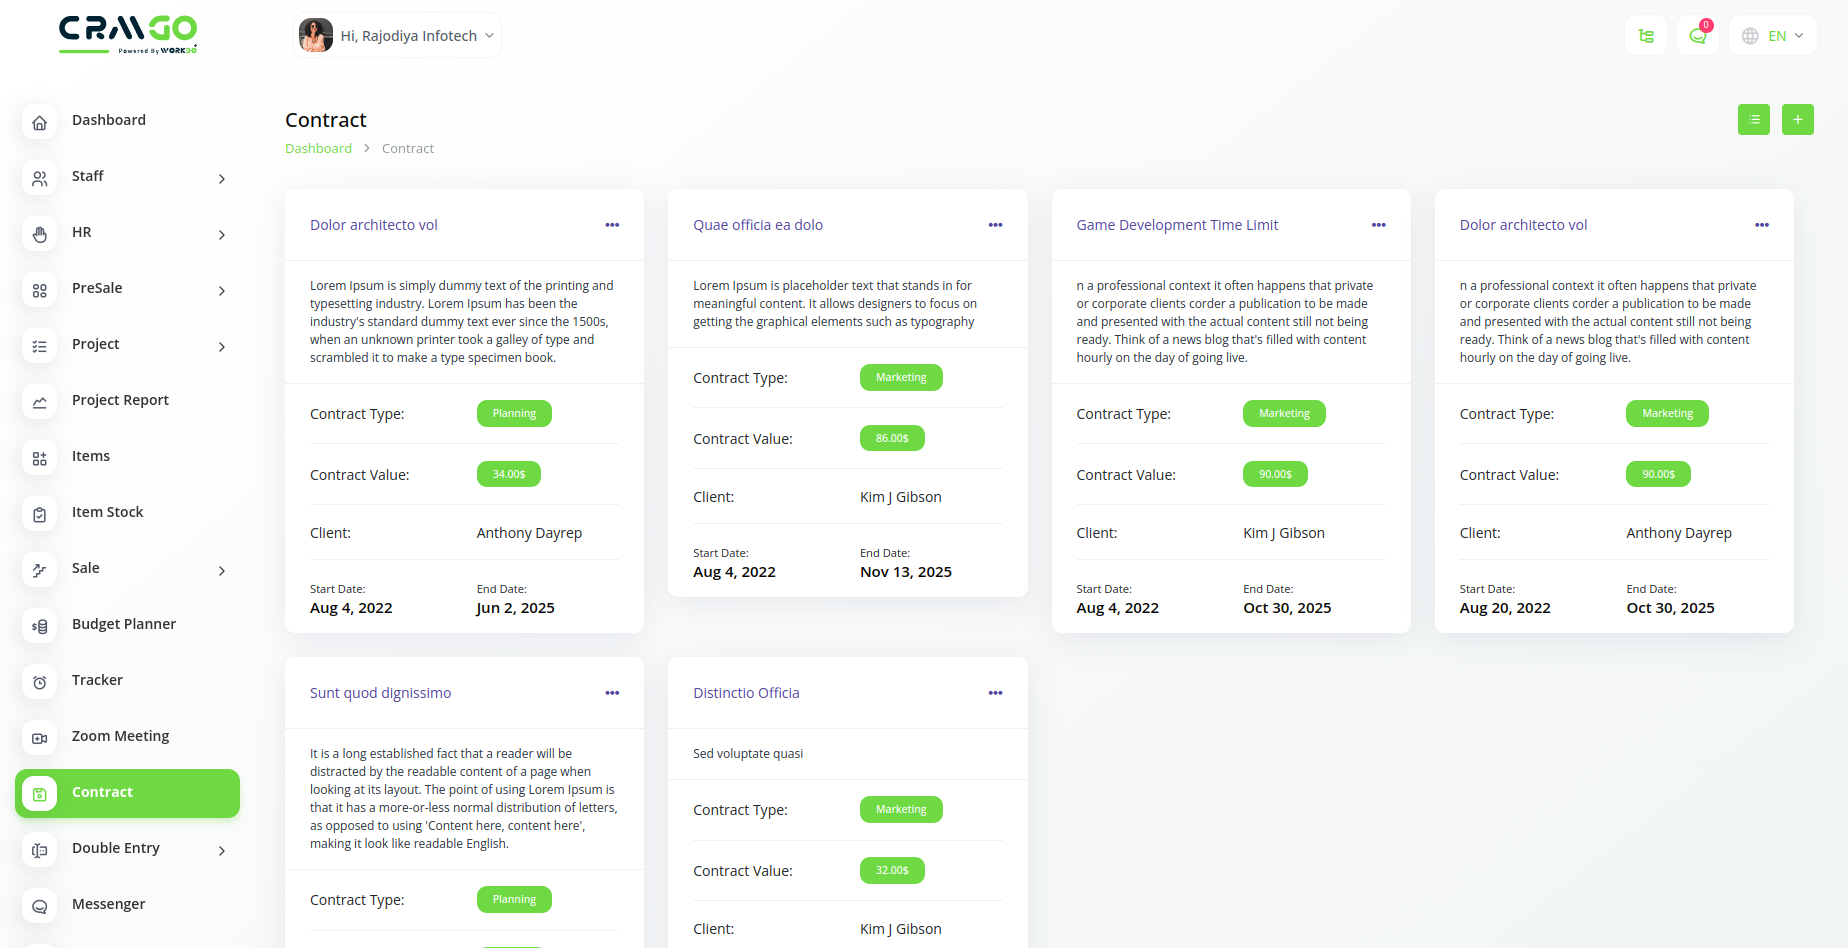 CRMGO
Powered By WORKDO
Hi, Rajodiya Infotech
0
EN
Dashboard
Staff
HR
PreSale
Project
Project Report
Items
Item Stock
Sale
Budget Planner
Tracker
Zoom Meeting
Contract
Double Entry
Messenger
Contract
Dashboard > Contract
Dolor architecto vol
Lorem Ipsum is simply dummy text of the printing and
typesetting industry. Lorem Ipsum has been the
industry's standard dummy text ever since the 1500s,
when an unknown printer took a galley of type and
scrambled it to make a type specimen book.
Contract Type: Planning
Contract Value: 34.00$
Client: Anthony Dayrep
Start Date: End Date:
Aug 4, 2022 Jun 2, 2025
Quae officia ea dolo
Lorem Ipsum is placeholder text that stands in for
meaningful content. It allows designers to focus on
getting the graphical elements such as typography
Contract Type: Marketing
Contract Value: 86.00$
Client: Kim J Gibson
Start Date: End Date:
Aug 4, 2022 Nov 13, 2025
Game Development Time Limit
n a professional context it often happens that private
or corporate clients corder a publication to be made
and presented with the actual content still not being
ready. Think of a news blog that's filled with content
hourly on the day of going live.
Contract Type: Marketing
Contract Value: 90.00$
Client: Kim J Gibson
Start Date: End Date:
Aug 4, 2022 Oct 30, 2025
Dolor architecto vol
n a professional context it often happens that private
or corporate clients corder a publication to be made
and presented with the actual content still not being
ready. Think of a news blog that's filled with content
hourly on the day of going live.
Contract Type: Marketing
Contract Value: 90.00$
Client: Anthony Dayrep
Start Date: End Date:
Aug 20, 2022 Oct 30, 2025
Sunt quod dignissimo
It is a long established fact that a reader will be
distracted by the readable content of a page when
looking at its layout. The point of using Lorem Ipsum is
that it has a more-or-less normal distribution of letters,
as opposed to using 'Content here, content here',
making it look like readable English.
Contract Type: Planning
Distinctio Officia
Sed voluptate quasi
Contract Type: Marketing
Contract Value: 32.00$
Client: Kim J Gibson